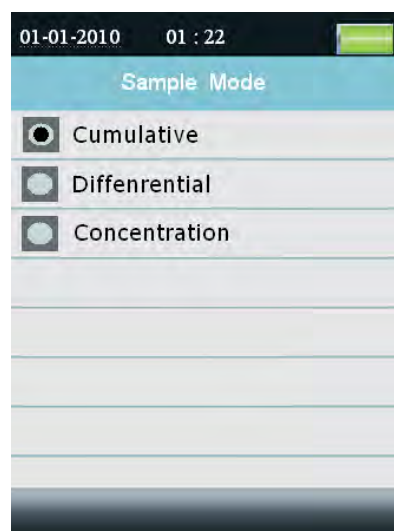 01-01-2010 01 : 22
Sample Mode
Cumulative
Diffenrential
Concentration